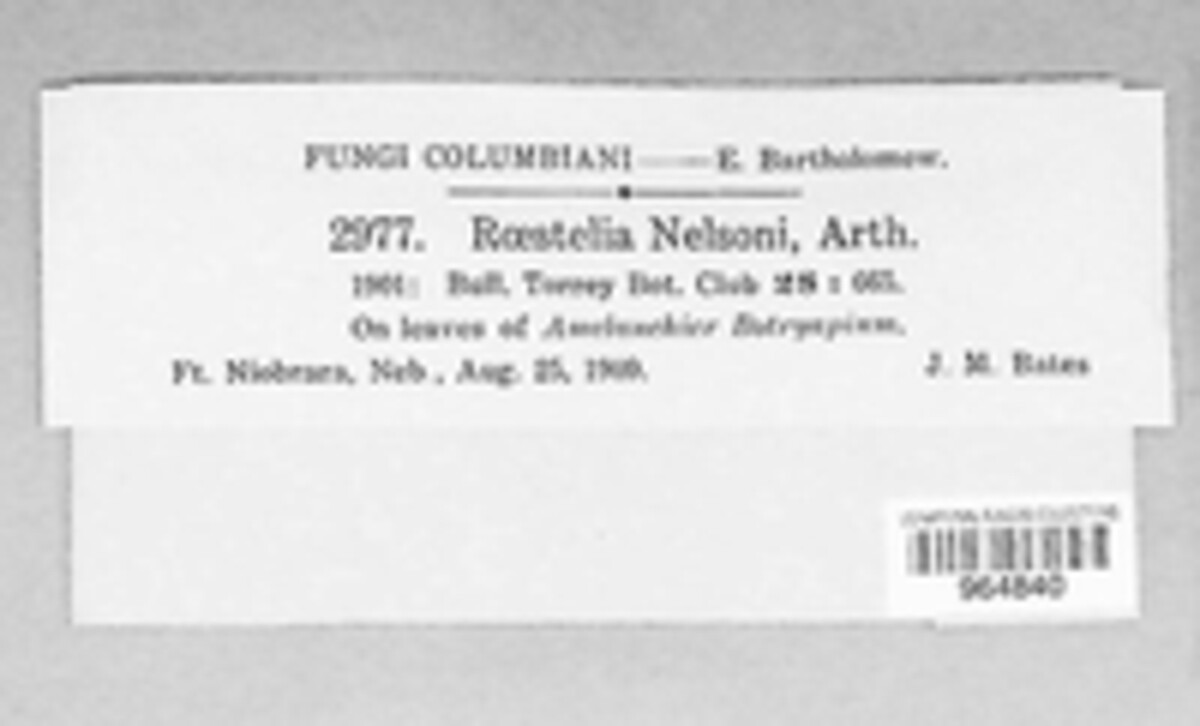 FUNGI COLUMBIANI — E. Bartholomew.
2977. Rœstelia Nelsoni, Arth.
1901: Bull. Torrey Bot. Club 28 : 665.
On leaves of Amelanchier Botryapium.
Ft. Niobrara, Neb., Aug. 25, 1909. J. M. Bates
964840